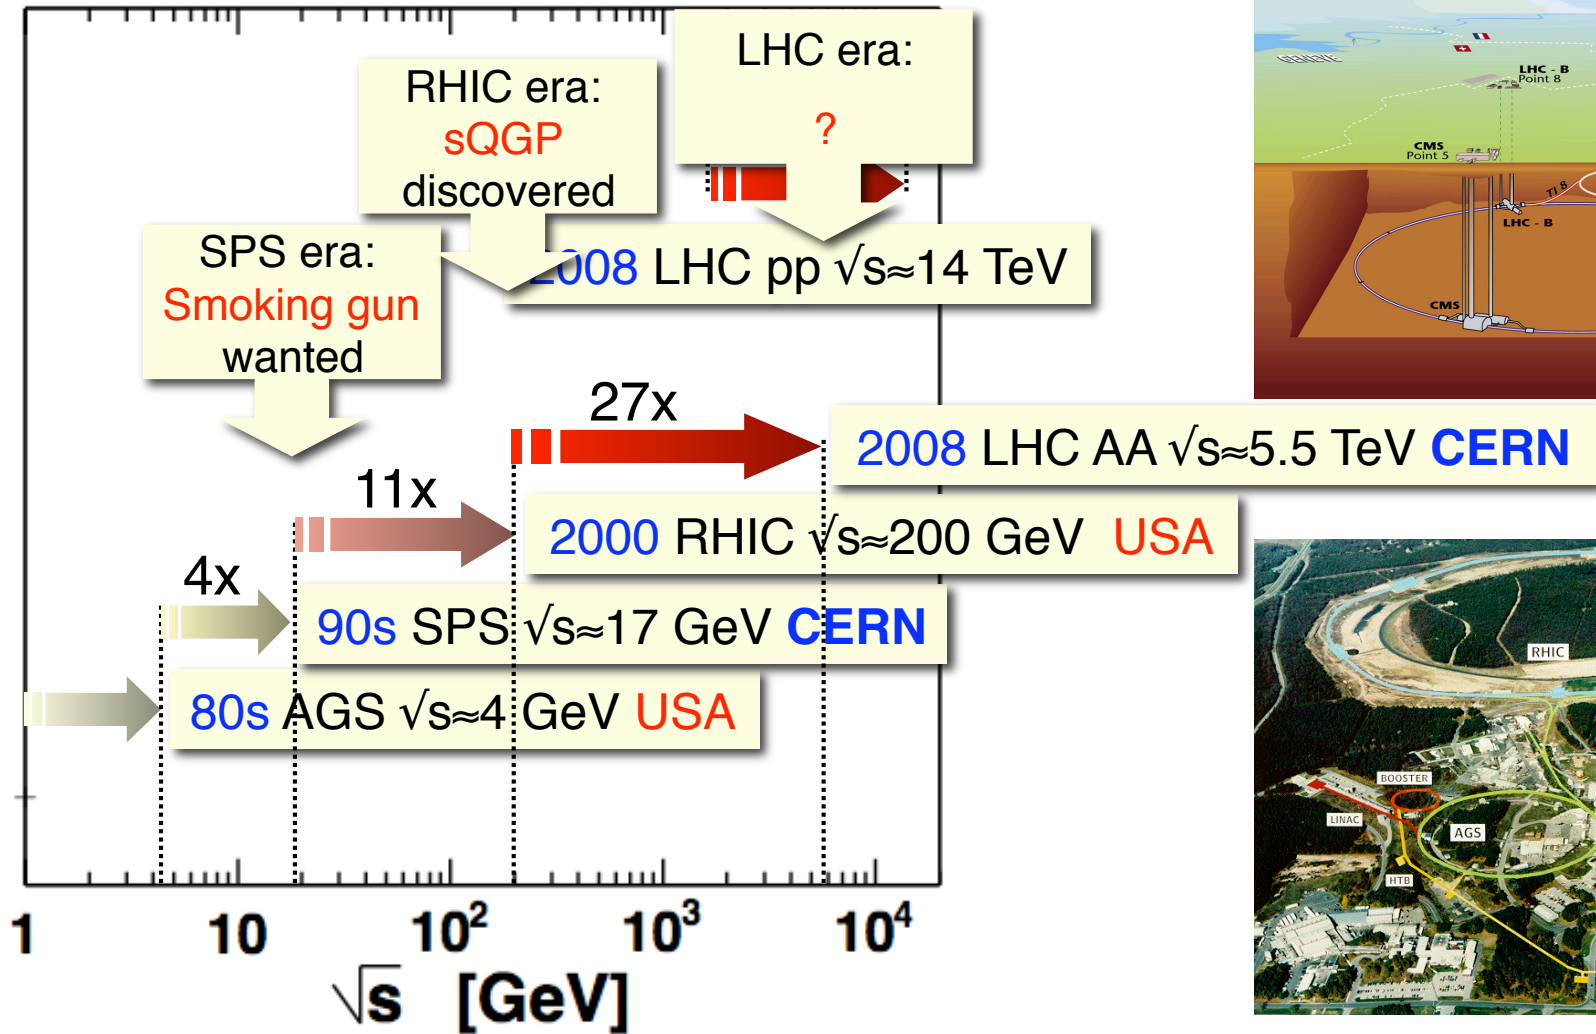 LHC era:
?
RHIC era:
sQGP
discovered
SPS era:
Smoking gun
wanted
2008 LHC pp √s≈14 TeV
27x
2008 LHC AA √s≈5.5 TeV CERN
11x
2000 RHIC √s≈200 GeV USA
4x
90s SPS √s≈17 GeV CERN
80s AGS √s≈4 GeV USA
1 10 10² 10³ 10⁴
√s [GeV]
GENEVE
LHC - B
Point 8
CMS
Point 5
TI 8
LHC - B
CMS
RHIC
BOOSTER
LINAC
AGS
HTB